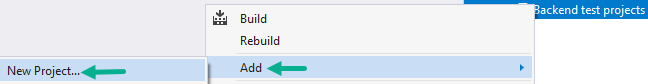 Backend test projects
Build
Rebuild
New Project...
Add